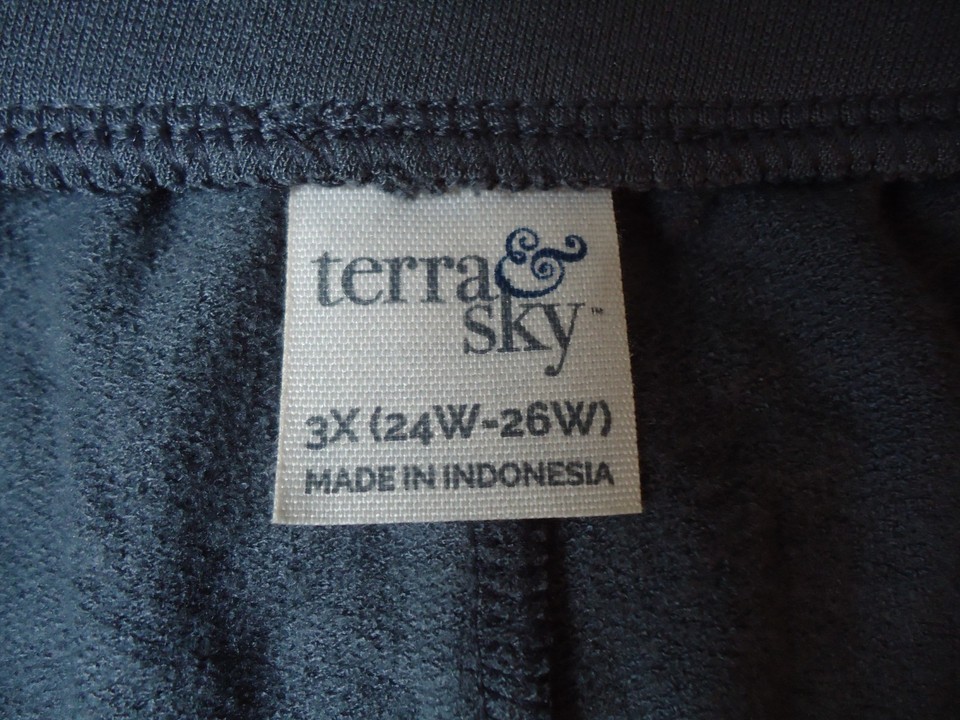 terra &
sky™
3X (24W-26W)
MADE IN INDONESIA